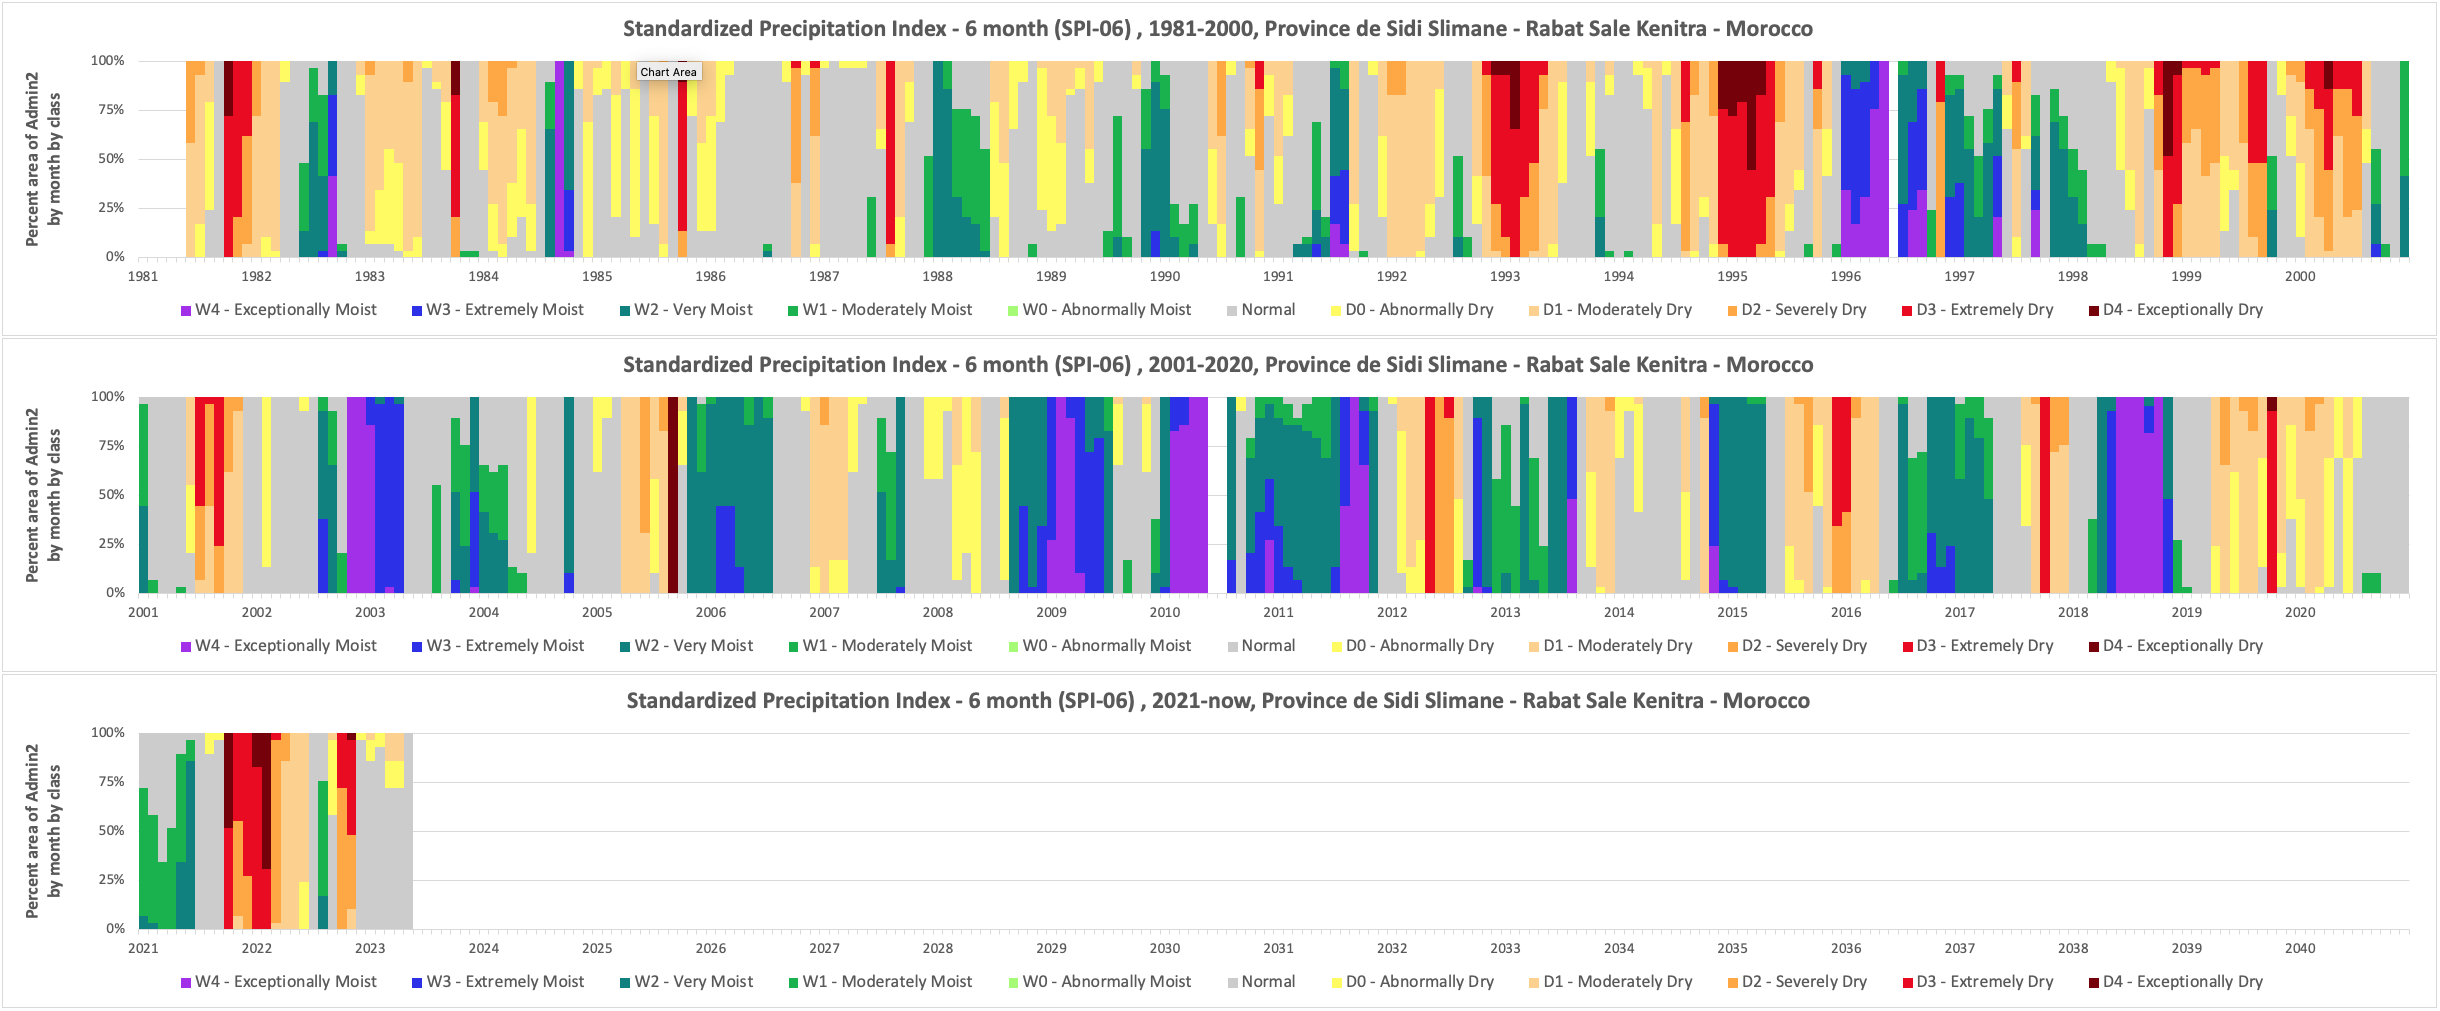 Standardized Precipitation Index - 6 month (SPI-06) , 1981-2000, Province de Sidi Slimane - Rabat Sale Kenitra - Morocco
Percent area of Admin2
by month by class
100%
75%
50%
25%
0%
Chart Area
1981 1982 1983 1984 1985 1986 1987 1988 1989 1990 1991 1992 1993 1994 1995 1996 1997 1998 1999 2000
W4 - Exceptionally Moist W3 - Extremely Moist W2 - Very Moist W1 - Moderately Moist W0 - Abnormally Moist Normal D0 - Abnormally Dry D1 - Moderately Dry D2 - Severely Dry D3 - Extremely Dry D4 - Exceptionally Dry
Standardized Precipitation Index - 6 month (SPI-06) , 2001-2020, Province de Sidi Slimane - Rabat Sale Kenitra - Morocco
Percent area of Admin2
by month by class
100%
75%
50%
25%
0%
2001 2002 2003 2004 2005 2006 2007 2008 2009 2010 2011 2012 2013 2014 2015 2016 2017 2018 2019 2020
W4 - Exceptionally Moist W3 - Extremely Moist W2 - Very Moist W1 - Moderately Moist W0 - Abnormally Moist Normal D0 - Abnormally Dry D1 - Moderately Dry D2 - Severely Dry D3 - Extremely Dry D4 - Exceptionally Dry
Standardized Precipitation Index - 6 month (SPI-06) , 2021-now, Province de Sidi Slimane - Rabat Sale Kenitra - Morocco
Percent area of Admin2
by month by class
100%
75%
50%
25%
0%
2021 2022 2023 2024 2025 2026 2027 2028 2029 2030 2031 2032 2033 2034 2035 2036 2037 2038 2039 2040
W4 - Exceptionally Moist W3 - Extremely Moist W2 - Very Moist W1 - Moderately Moist W0 - Abnormally Moist Normal D0 - Abnormally Dry D1 - Moderately Dry D2 - Severely Dry D3 - Extremely Dry D4 - Exceptionally Dry